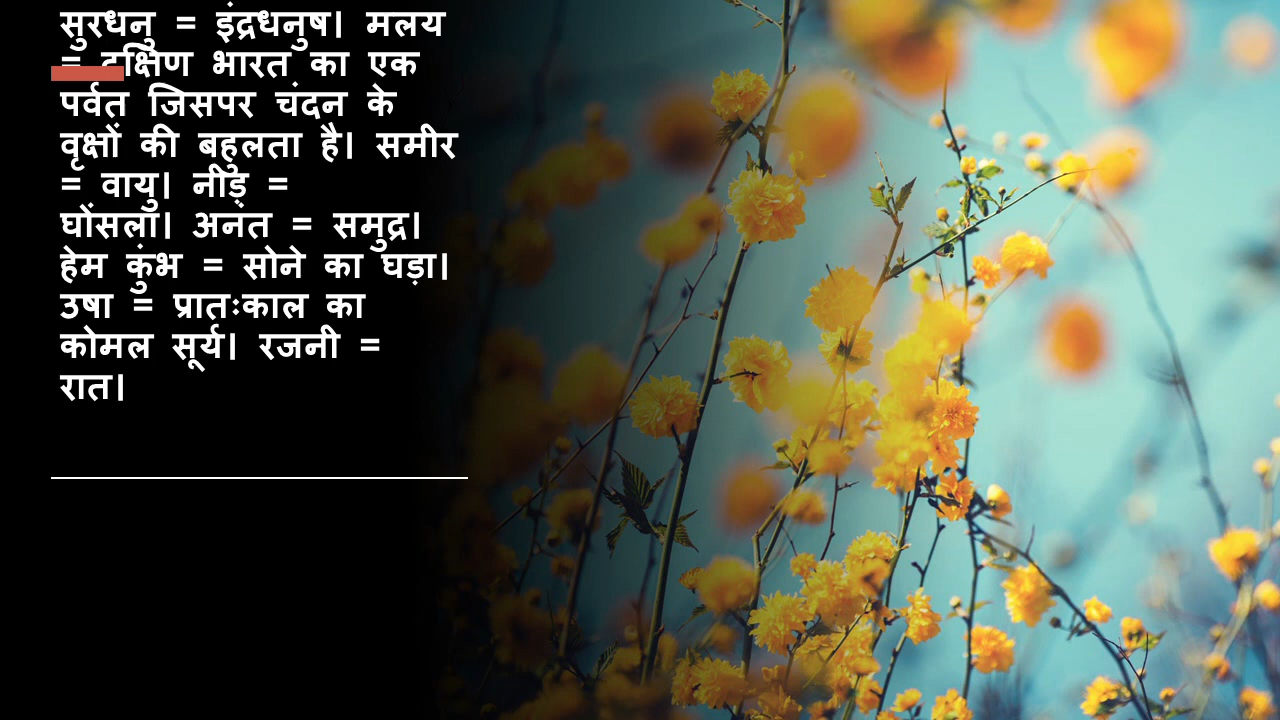 सुरधनु = इंद्रधनुष। मलय
= दक्षिण भारत का एक
पर्वत जिसपर चंदन के
वृक्षों की बहुलता है। समीर
= वायु। नीड़ =
घोंसला। अनंत = समुद्र।
हेम कुंभ = सोने का घड़ा।
उषा = प्रातःकाल का
कोमल सूर्य। रजनी =
रात।